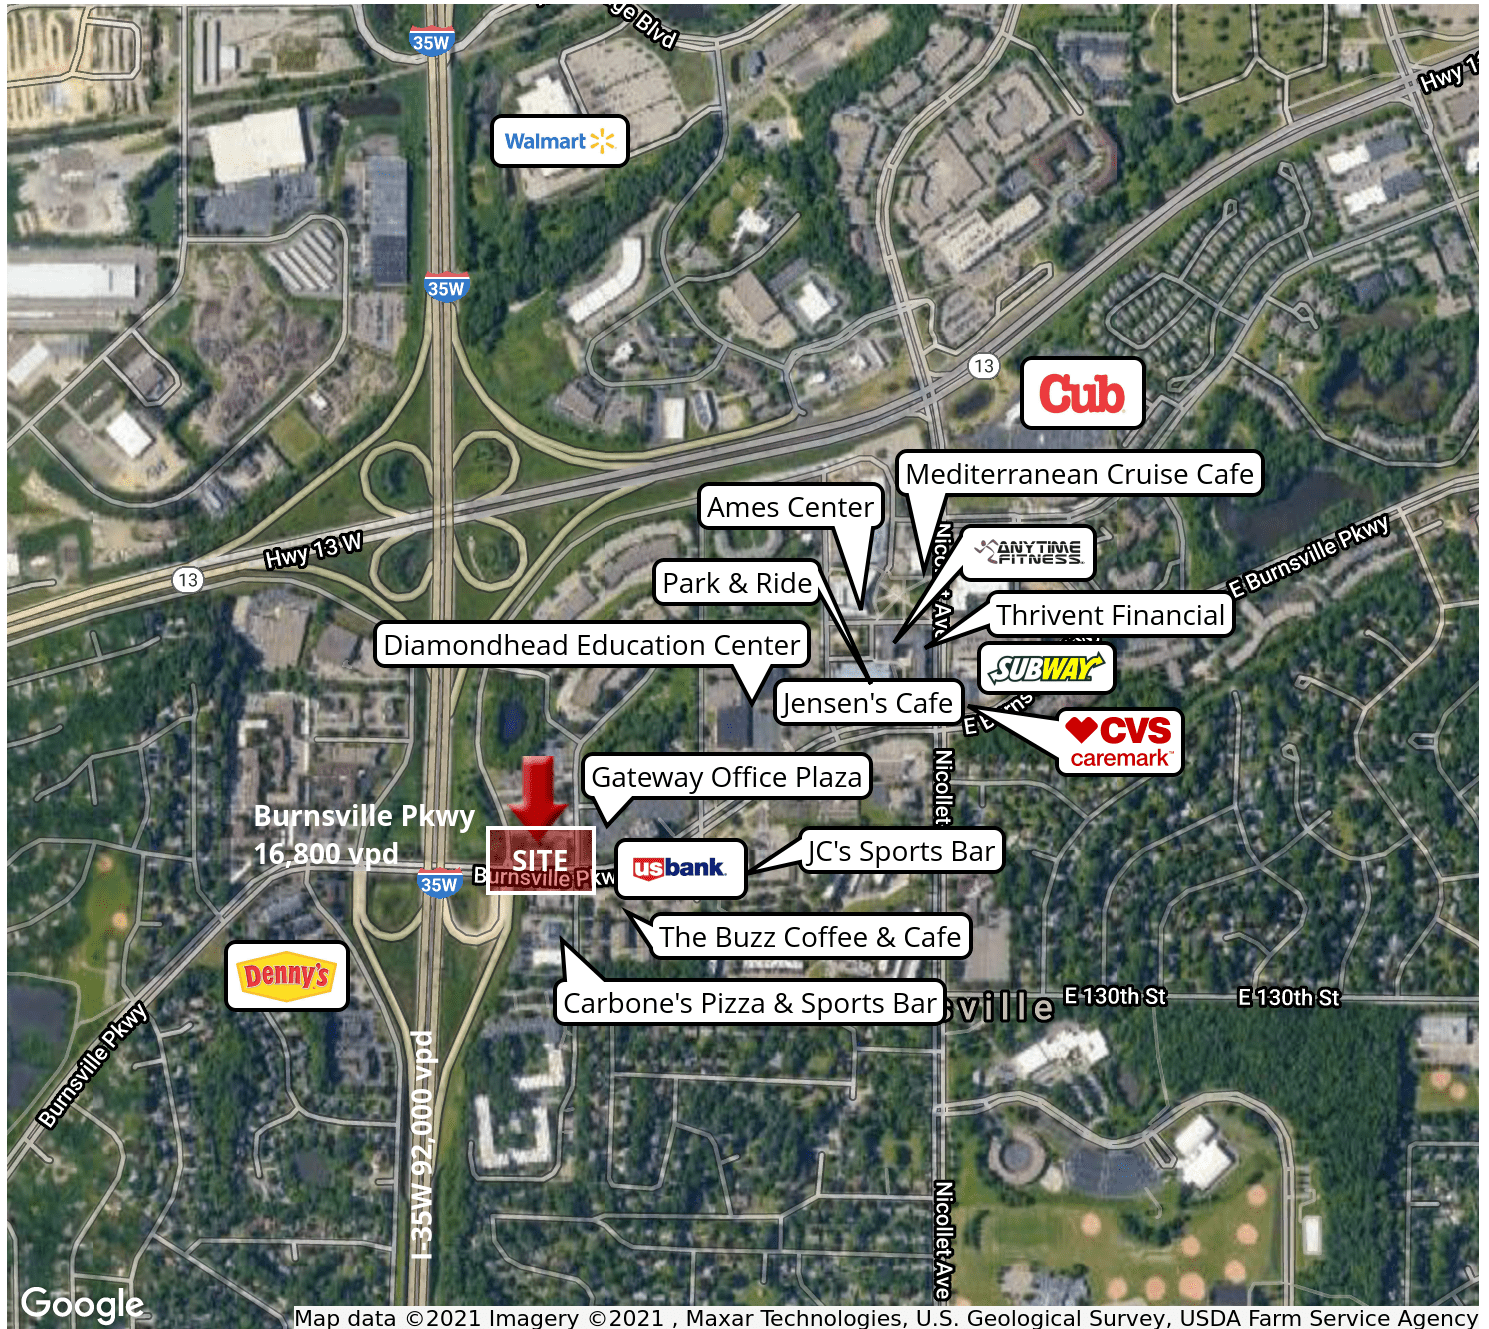 ge Blvd
35W
Hwy 13
Walmart
35W
13
Cub
Mediterranean Cruise Cafe
Ames Center
Hwy 13 W
ANYTIME
FITNESS
E Burnsville Pkwy
13
Park & Ride
Thrivent Financial
Diamondhead Education Center
SUBWAY
Jensen's Cafe
E Burns
CVS
caremark
Nicollet
Gateway Office Plaza
Burnsville Pkwy
16,800 vpd
SITE
JC's Sports Bar
usbank
35W
Burnsville Pkw
The Buzz Coffee & Cafe
Denny's
Carbone's Pizza & Sports Bar
sville
E 130th St
E 130th St
Burnsville Pkwy
I-35W 92,000 vpd
Nicollet Ave
Google
Map data ©2021 Imagery ©2021 , Maxar Technologies, U.S. Geological Survey, USDA Farm Service Agency